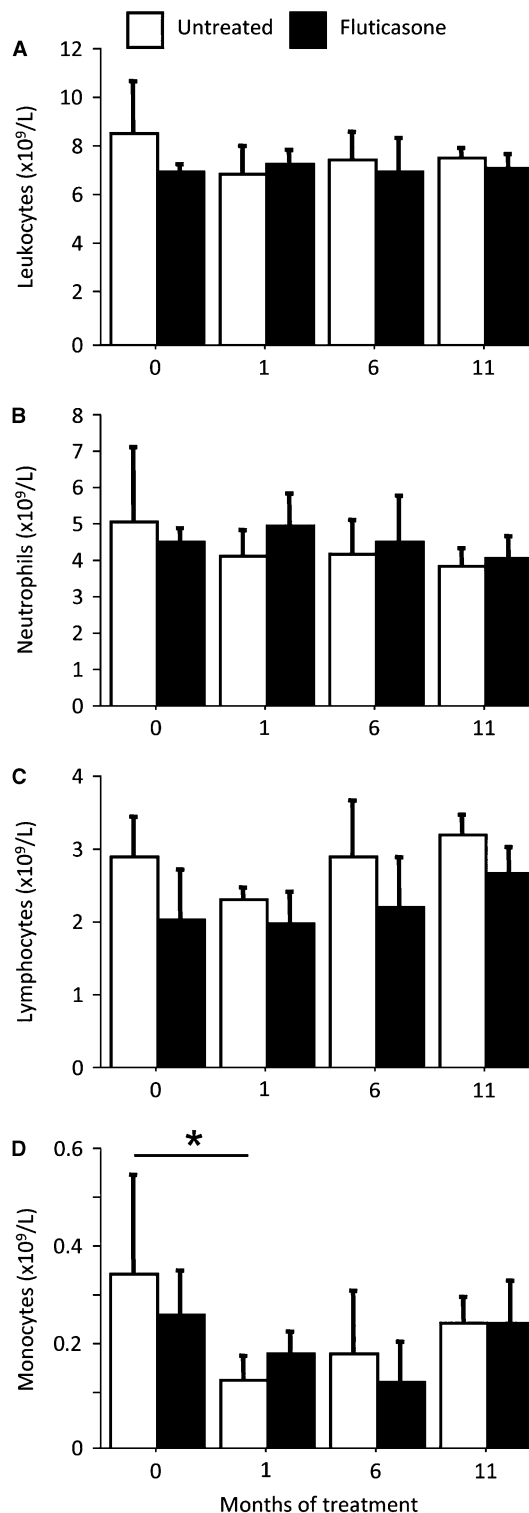 Untreated Fluticasone
A
Leukocytes (x10⁹/L)
12
10
8
6
4
2
0
0 1 6 11
B
Neutrophils (x10⁹/L)
8
7
6
5
4
3
2
1
0
0 1 6 11
C
Lymphocytes (x10⁹/L)
4
3
2
1
0
0 1 6 11
D
Monocytes (x10⁹/L)
*
0.6
0.4
0.2
0
0 1 6 11
Months of treatment